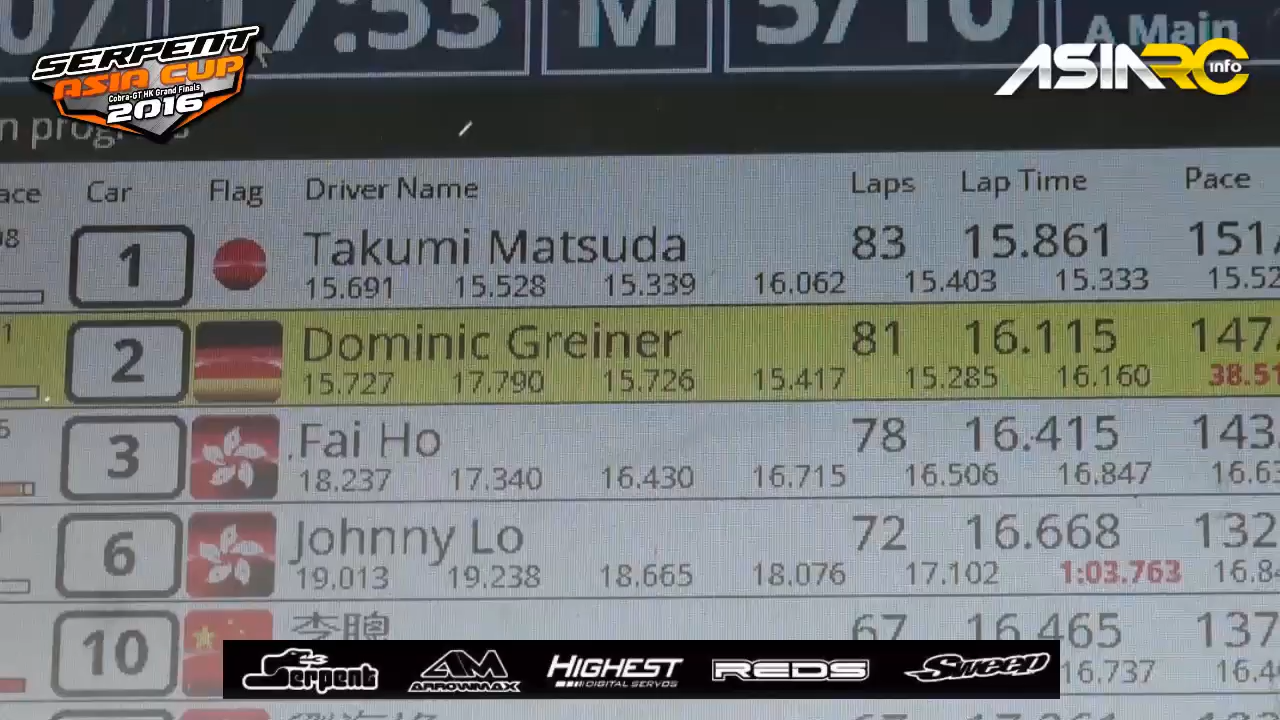 07 17:53 M 5/10 A Main
SERPENT
ASIA CUP
Cobra-GT HK Grand Finals
2016
ASIARC info
n progress
ace Car Flag Driver Name Laps Lap Time Pace
1 Takumi Matsuda 83 15.861 151
15.691 15.528 15.339 16.062 15.403 15.333 15.52
2 Dominic Greiner 81 16.115 147
15.727 17.790 15.726 15.417 15.285 16.160 38.51
3 Fai Ho 78 16.415 143
18.237 17.340 16.430 16.715 16.506 16.847 16.63
6 Johnny Lo 72 16.668 132
19.013 19.238 18.665 18.076 17.102 1:03.763 16.84
10 李聰 67 16.465 137
16.737 16.4
Serpent AM ARROWMAX HIGHEST DIGITAL SERVOS REDS Sweep